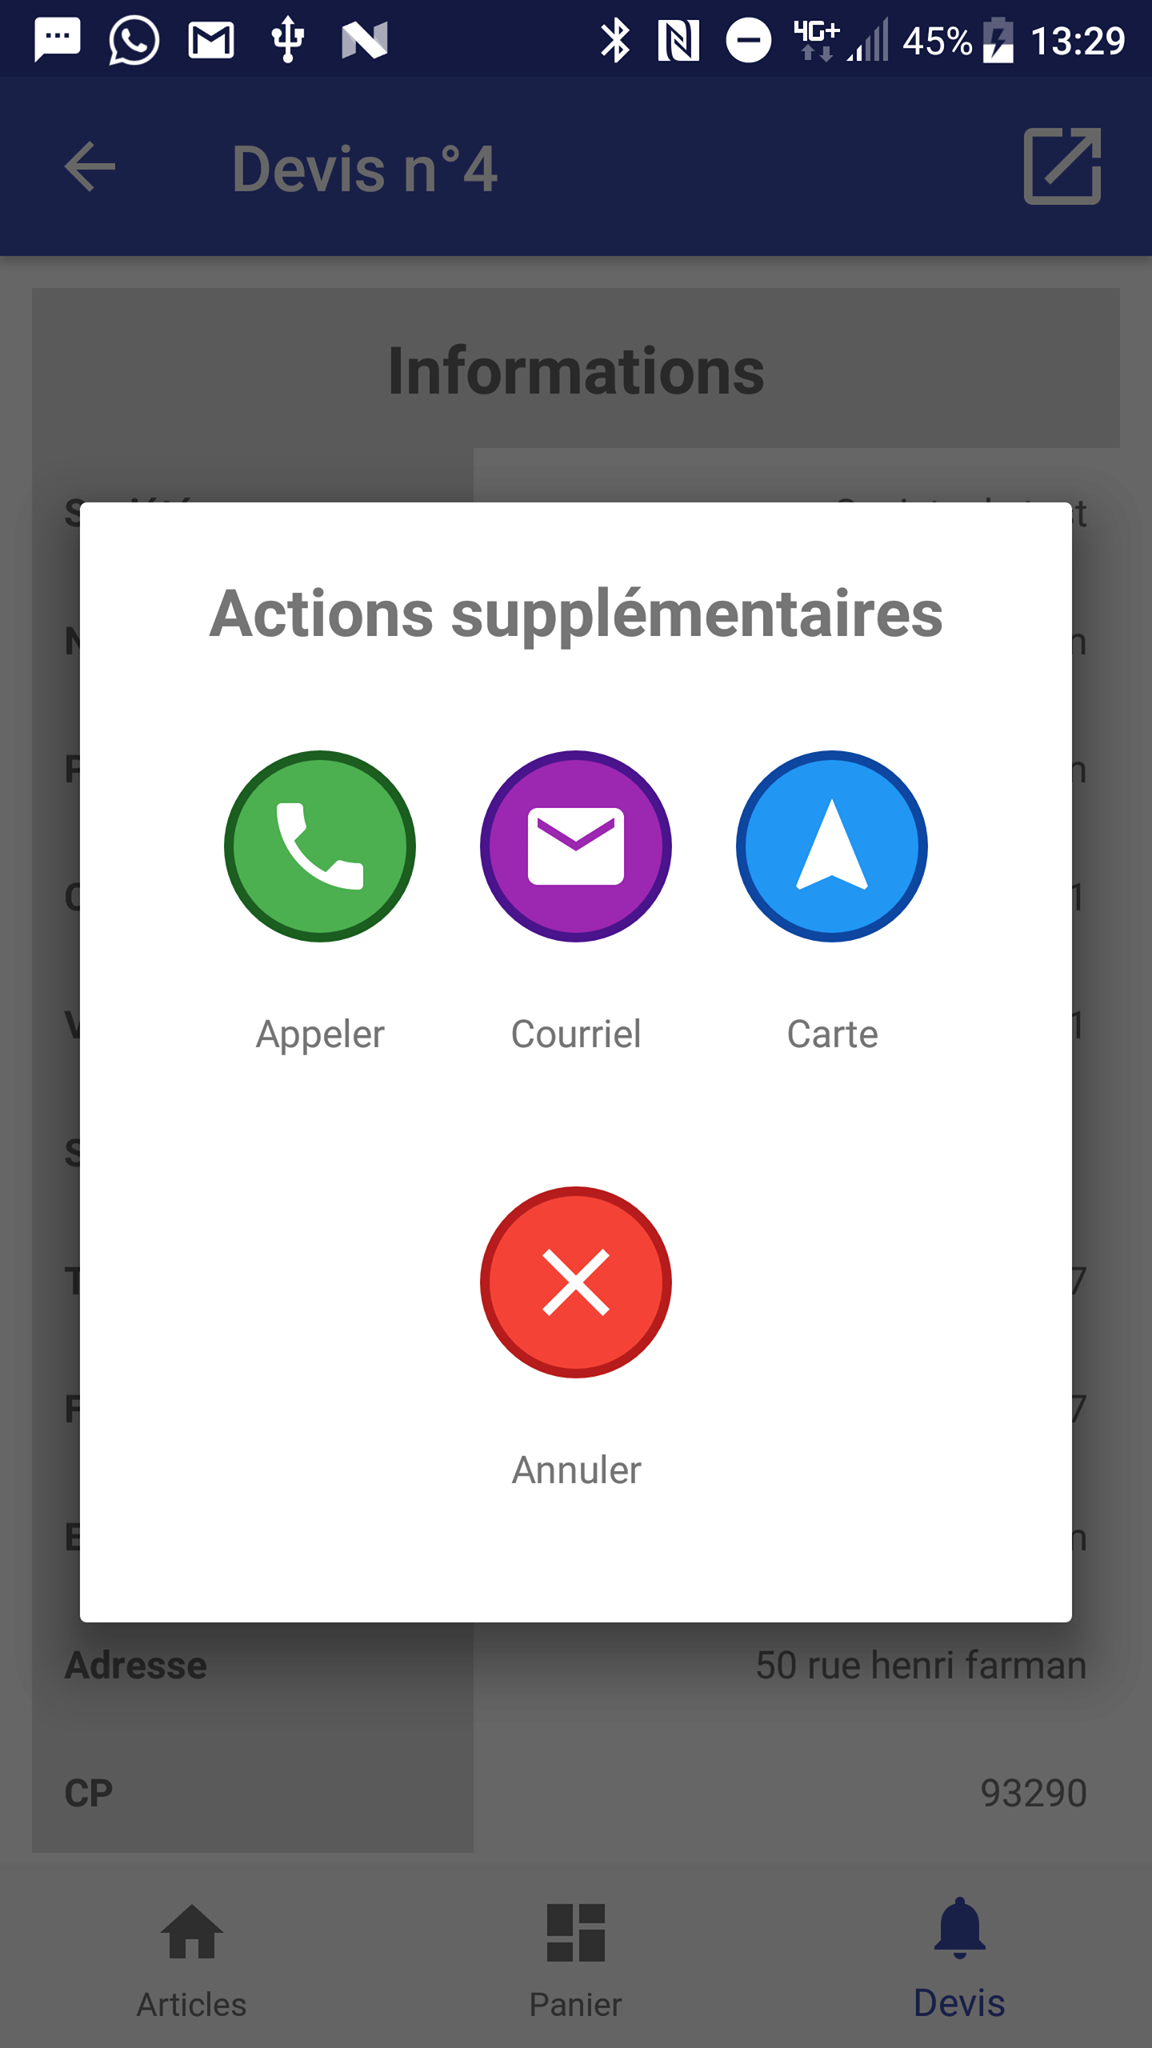 4G+ 45% 13:29
Devis n°4
Informations
Actions supplémentaires
Appeler Courriel Carte
Annuler
Adresse 50 rue henri farman
CP 93290
Articles Panier Devis